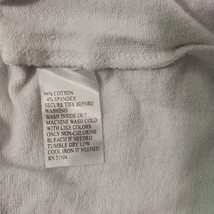 96% COTTON
4% SPANDEX
SECURE TIES BEFORE
WASHING
WASH INSIDE OUT
MACHINE WASH COLD
WITH LIKE COLORS
ONLY NON-CHLORINE
BLEACH IF NEEDED
TUMBLE DRY LOW
COOL IRON IF NEEDED
RN 51104